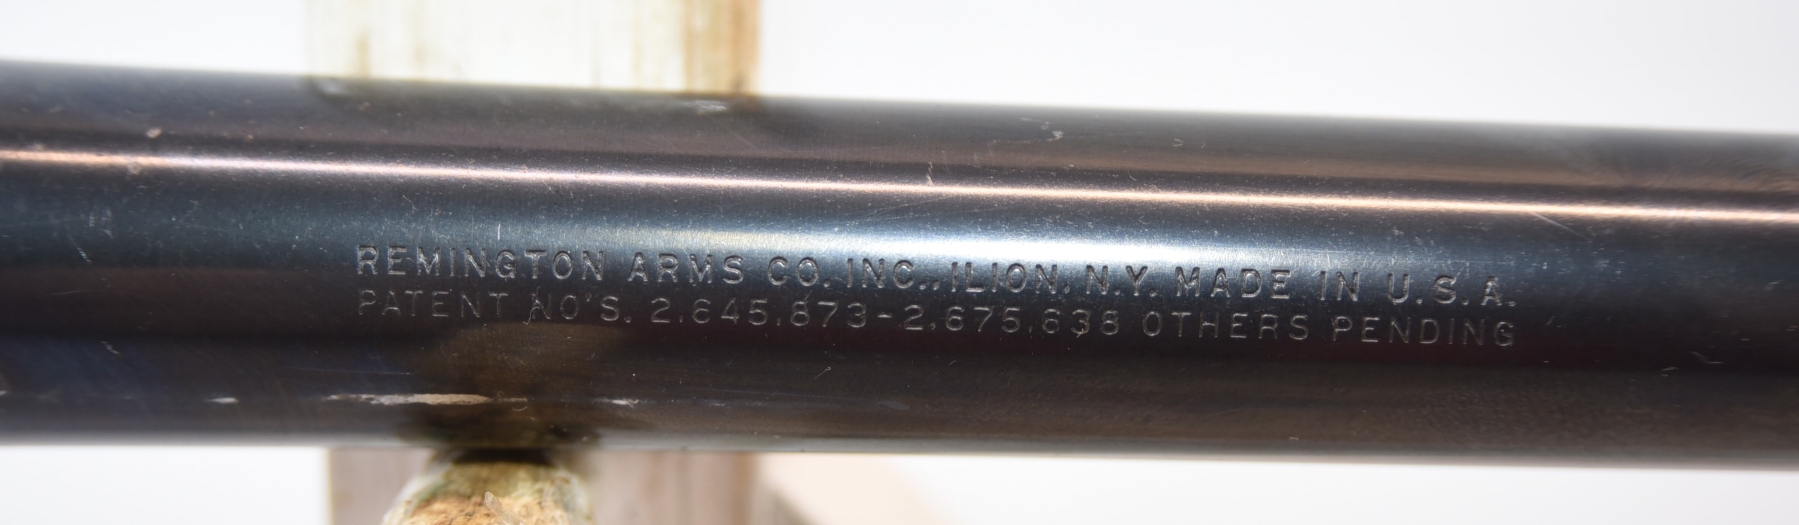 REMINGTON ARMS CO. INC., ILION, N.Y. MADE IN U.S.A.
PATENT NO'S. 2,645,873-2,675,638 OTHERS PENDING